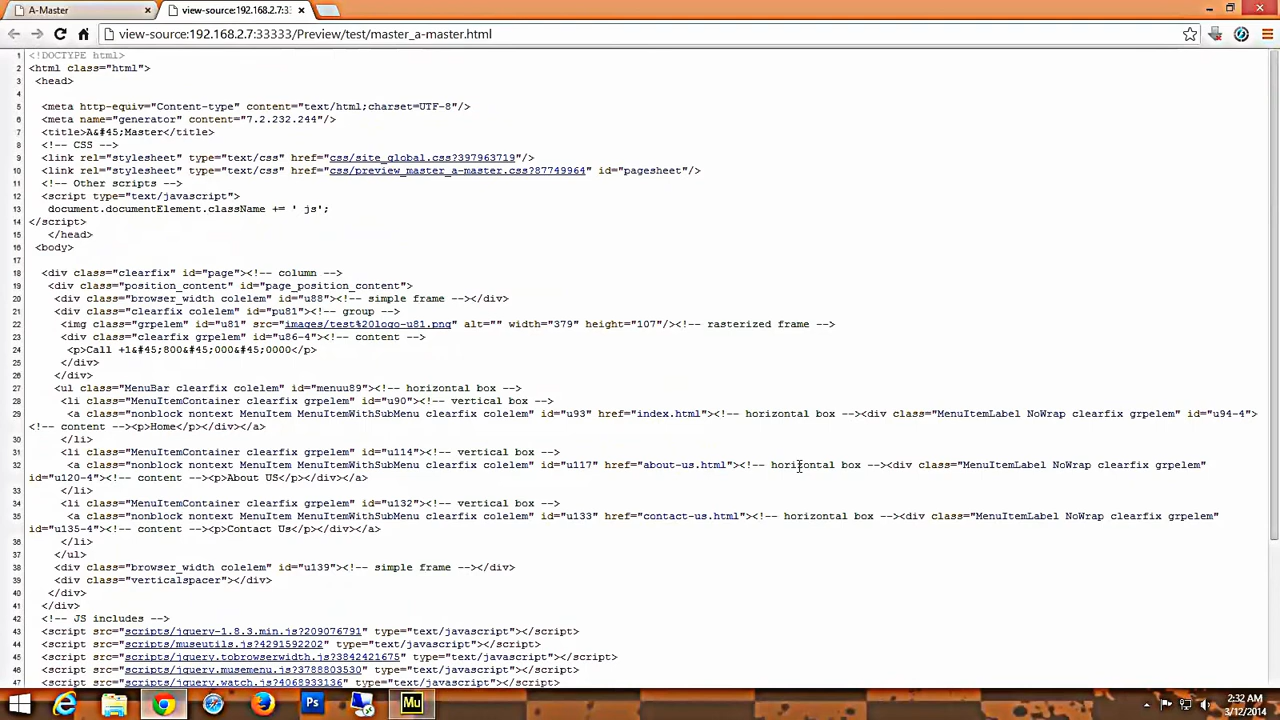 A-Master
view-source:192.168.2.7:33
view-source:192.168.2.7:33333/Preview/test/master_a-master.html
1 <!DOCTYPE html>
2 <html class="html">
3 <head>
4
5 <meta http-equiv="Content-type" content="text/html;charset=UTF-8"/>
6 <meta name="generator" content="7.2.232.244"/>
7 <title>A&#45;Master</title>
8 <!-- CSS -->
9 <link rel="stylesheet" type="text/css" href="css/site_global.css?397963719"/>
10 <link rel="stylesheet" type="text/css" href="css/preview_master_a-master.css?87749964" id="pagesheet"/>
11 <!-- Other scripts -->
12 <script type="text/javascript">
13 document.documentElement.className += ' js';
14 </script>
15 </head>
16 <body>
17
18 <div class="clearfix" id="page"><!-- column -->
19 <div class="position_content" id="page_position_content">
20 <div class="browser_width colelem" id="u88"><!-- simple frame --></div>
21 <div class="clearfix colelem" id="pu81"><!-- group -->
22 <img class="grpelem" id="u81" src="images/test%20logo-u81.png" alt="" width="379" height="107"/><!-- rasterized frame -->
23 <div class="clearfix grpelem" id="u86-4"><!-- content -->
24 <p>Call +1&#45;800&#45;000&#45;0000</p>
25 </div>
26 </div>
27 <ul class="MenuBar clearfix colelem" id="menuu89"><!-- horizontal box -->
28 <li class="MenuItemContainer clearfix grpelem" id="u90"><!-- vertical box -->
29 <a class="nonblock nontext MenuItem MenuItemWithSubMenu clearfix colelem" id="u93" href="index.html"><!-- horizontal box --><div class="MenuItemLabel NoWrap clearfix grpelem" id="u94-4">
<!-- content --><p>Home</p></div></a>
30 </li>
31 <li class="MenuItemContainer clearfix grpelem" id="u114"><!-- vertical box -->
32 <a class="nonblock nontext MenuItem MenuItemWithSubMenu clearfix colelem" id="u117" href="about-us.html"><!-- horizontal box --><div class="MenuItemLabel NoWrap clearfix grpelem"
id="u120-4"><!-- content --><p>About US</p></div></a>
33 </li>
34 <li class="MenuItemContainer clearfix grpelem" id="u132"><!-- vertical box -->
35 <a class="nonblock nontext MenuItem MenuItemWithSubMenu clearfix colelem" id="u133" href="contact-us.html"><!-- horizontal box --><div class="MenuItemLabel NoWrap clearfix grpelem"
id="u135-4"><!-- content --><p>Contact Us</p></div></a>
36 </li>
37 </ul>
38 <div class="browser_width colelem" id="u139"><!-- simple frame --></div>
39 <div class="verticalspacer"></div>
40 </div>
41 </div>
42 <!-- JS includes -->
43 <script src="scripts/jquery-1.8.3.min.js?209076791" type="text/javascript"></script>
44 <script src="scripts/museutils.js?4291592202" type="text/javascript"></script>
45 <script src="scripts/jquery.tobrowserwidth.js?3842421675" type="text/javascript"></script>
46 <script src="scripts/jquery.musemenu.js?3788803530" type="text/javascript"></script>
47 <script src="scripts/jquery.watch.js?4068933136" type="text/javascript"></script>
Ps
Mu
2:32 AM
3/12/2014